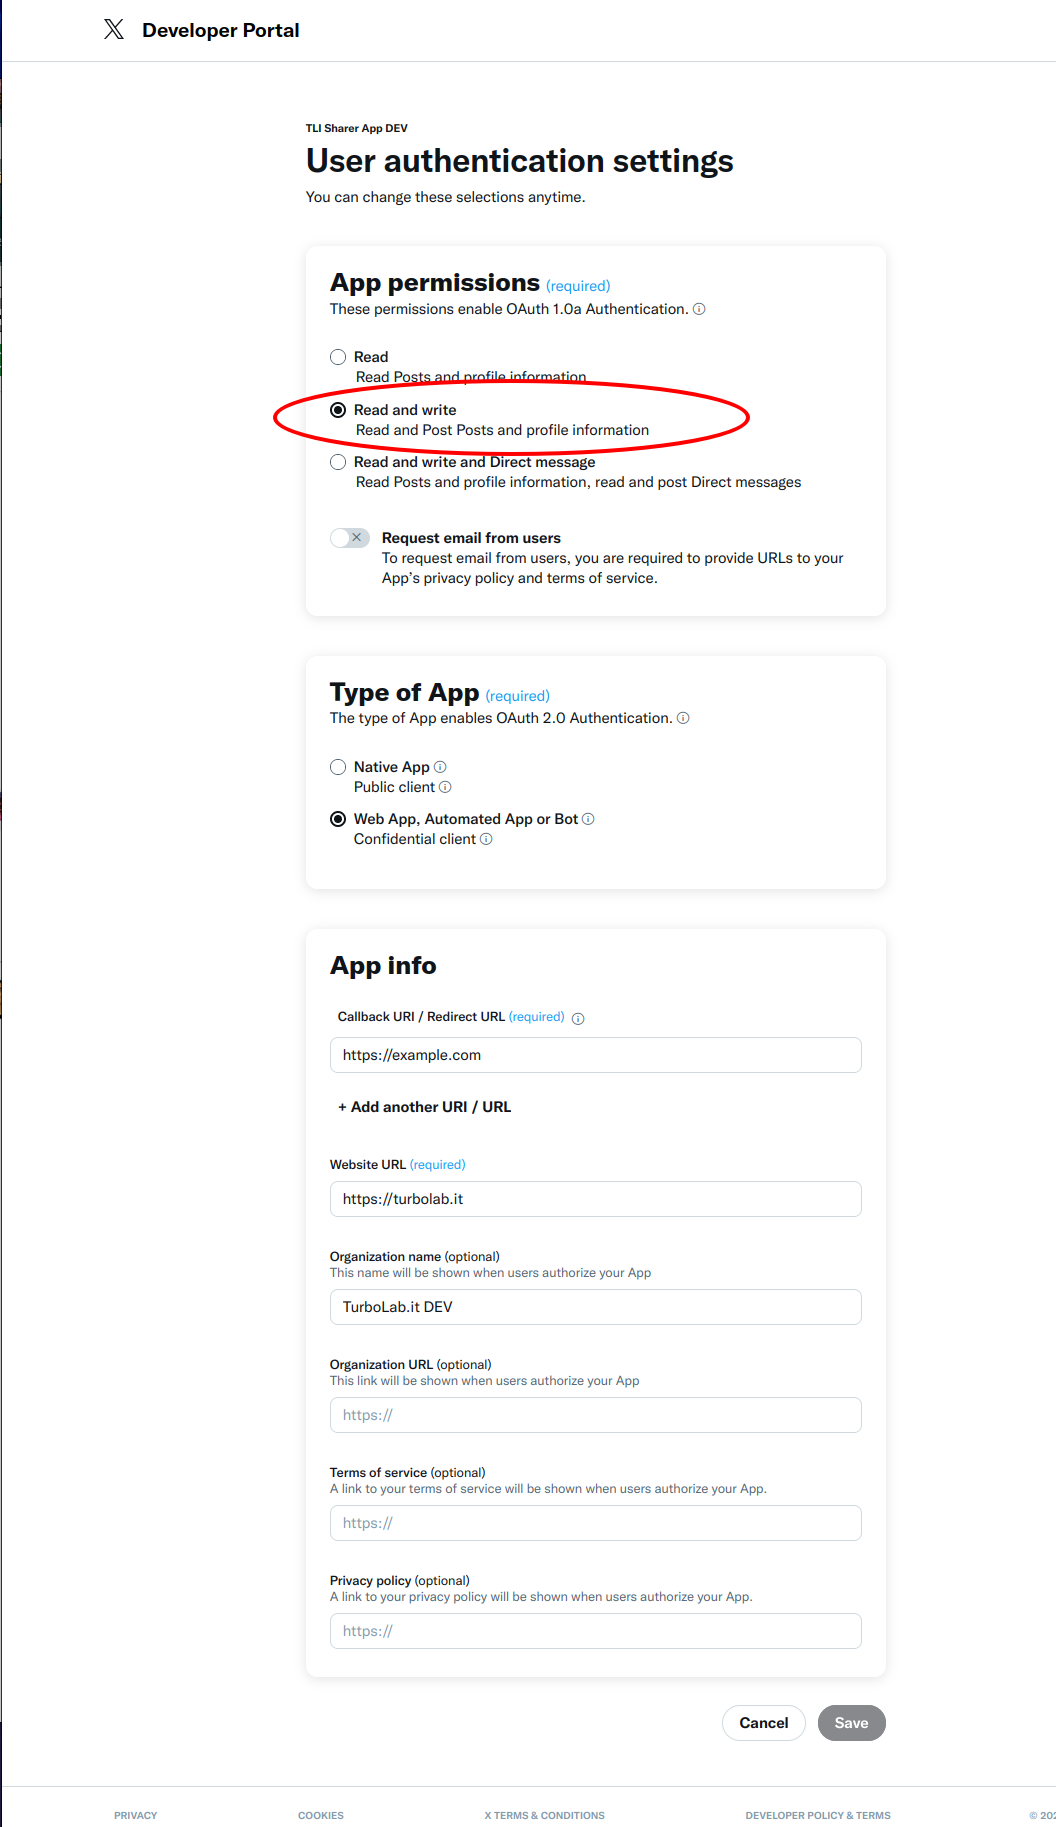 Developer Portal
TLI Sharer App DEV
User authentication settings
You can change these selections anytime.
App permissions (required)
These permissions enable OAuth 1.0a Authentication.
Read
Read Posts and profile information
Read and write
Read and Post Posts and profile information
Read and write and Direct message
Read Posts and profile information, read and post Direct messages
Request email from users
To request email from users, you are required to provide URLs to your
App's privacy policy and terms of service.
Type of App (required)
The type of App enables OAuth 2.0 Authentication.
Native App
Public client
Web App, Automated App or Bot
Confidential client
App info
Callback URI / Redirect URL (required)
https://example.com
+ Add another URI / URL
Website URL (required)
https://turbolab.it
Organization name (optional)
This name will be shown when users authorize your App
TurboLab.it DEV
Organization URL (optional)
This link will be shown when users authorize your App
https://
Terms of service (optional)
A link to your terms of service will be shown when users authorize your App.
https://
Privacy policy (optional)
A link to your privacy policy will be shown when users authorize your App.
https://
Cancel Save
PRIVACY COOKIES X TERMS & CONDITIONS DEVELOPER POLICY & TERMS ©